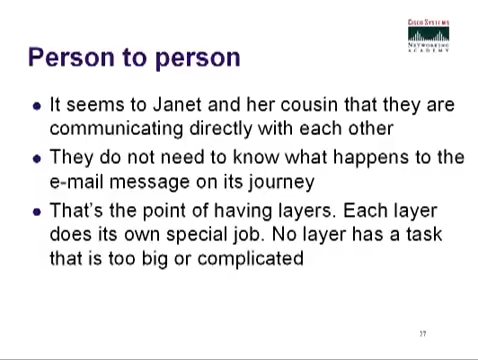 CISCO SYSTEMS
NETWORKING
ACADEMY
Person to person
It seems to Janet and her cousin that they are
communicating directly with each other
They do not need to know what happens to the
e-mail message on its journey
That's the point of having layers. Each layer
does its own special job. No layer has a task
that is too big or complicated
37